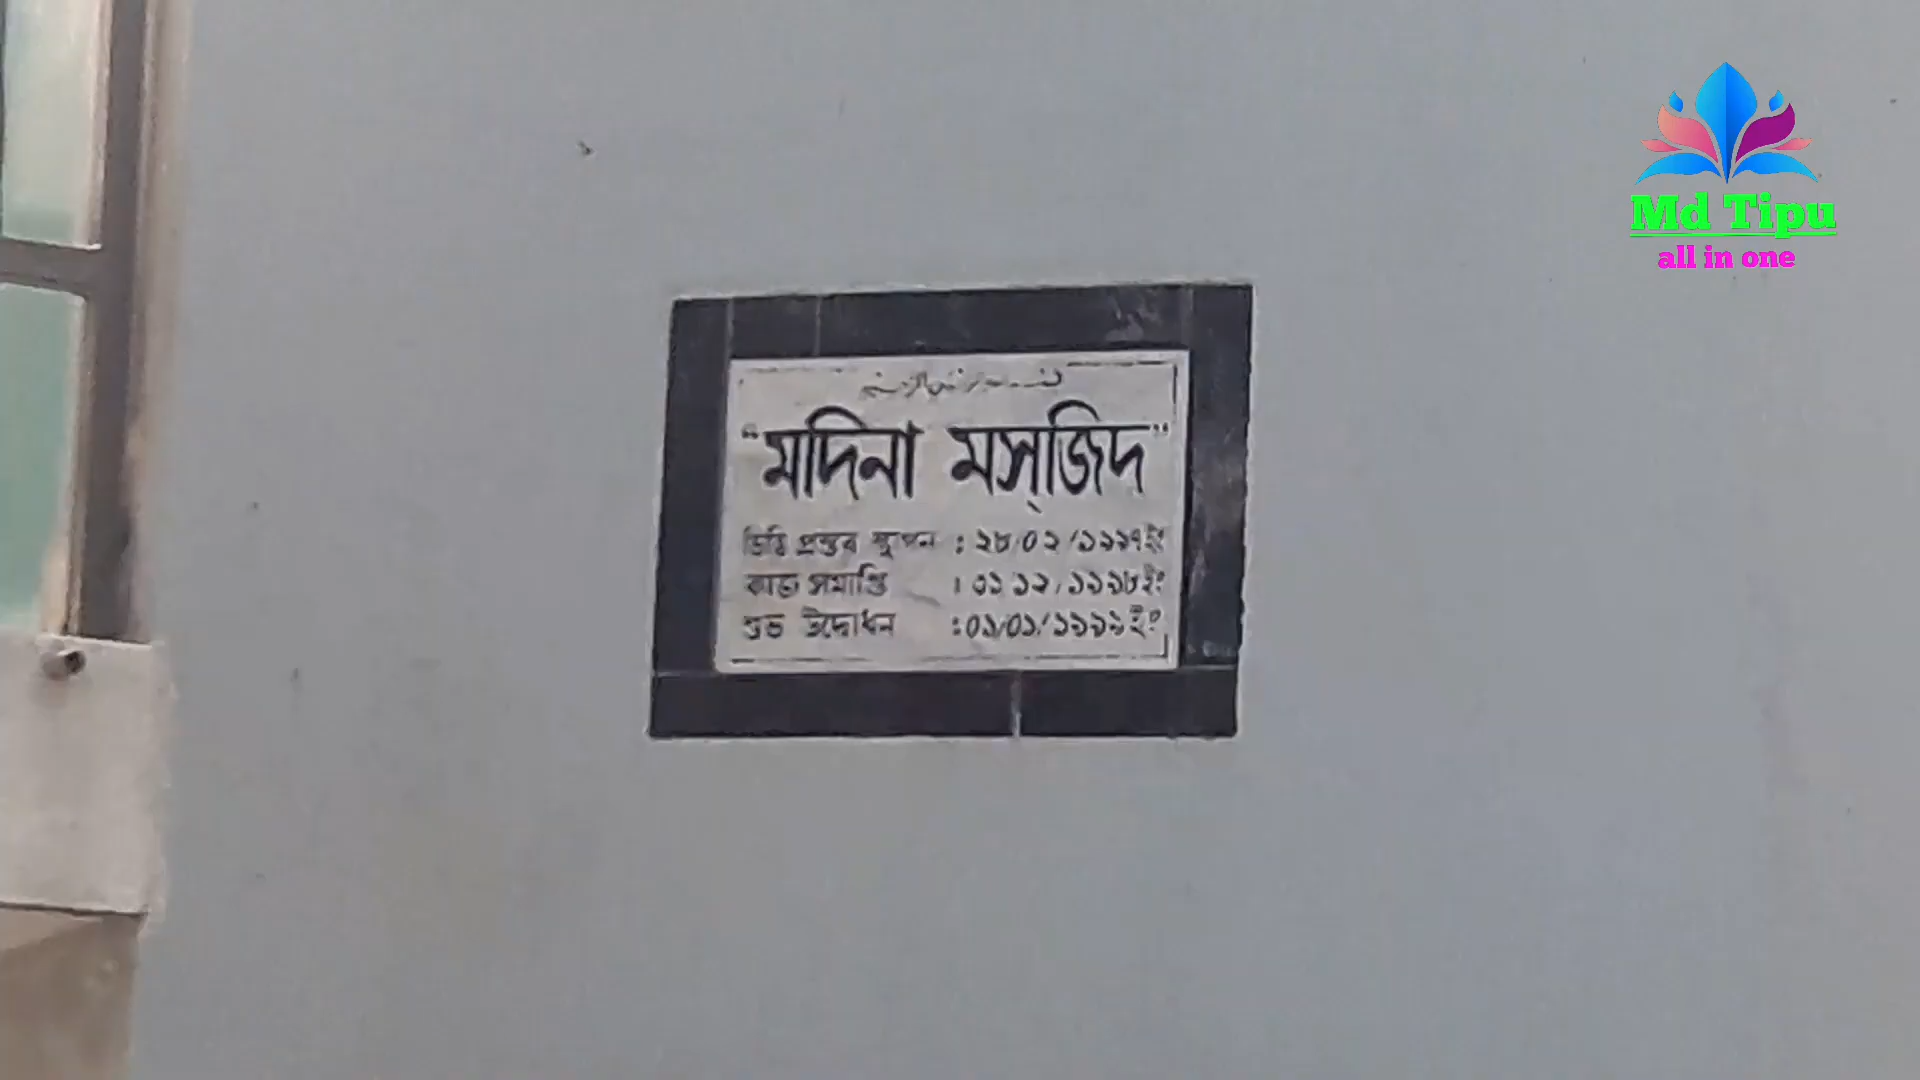 Md Tipu
all in one
"মদিনা মস্‌জিদ"
ভিত্তি প্রস্তর স্থাপন : ২৮/০২/১৯৯৭ইং
কাজ সমাপ্তি : ৩১/১২/১৯৯৮ইং
শুভ উদ্বোধন : ০১/০১/১৯৯৯ইং